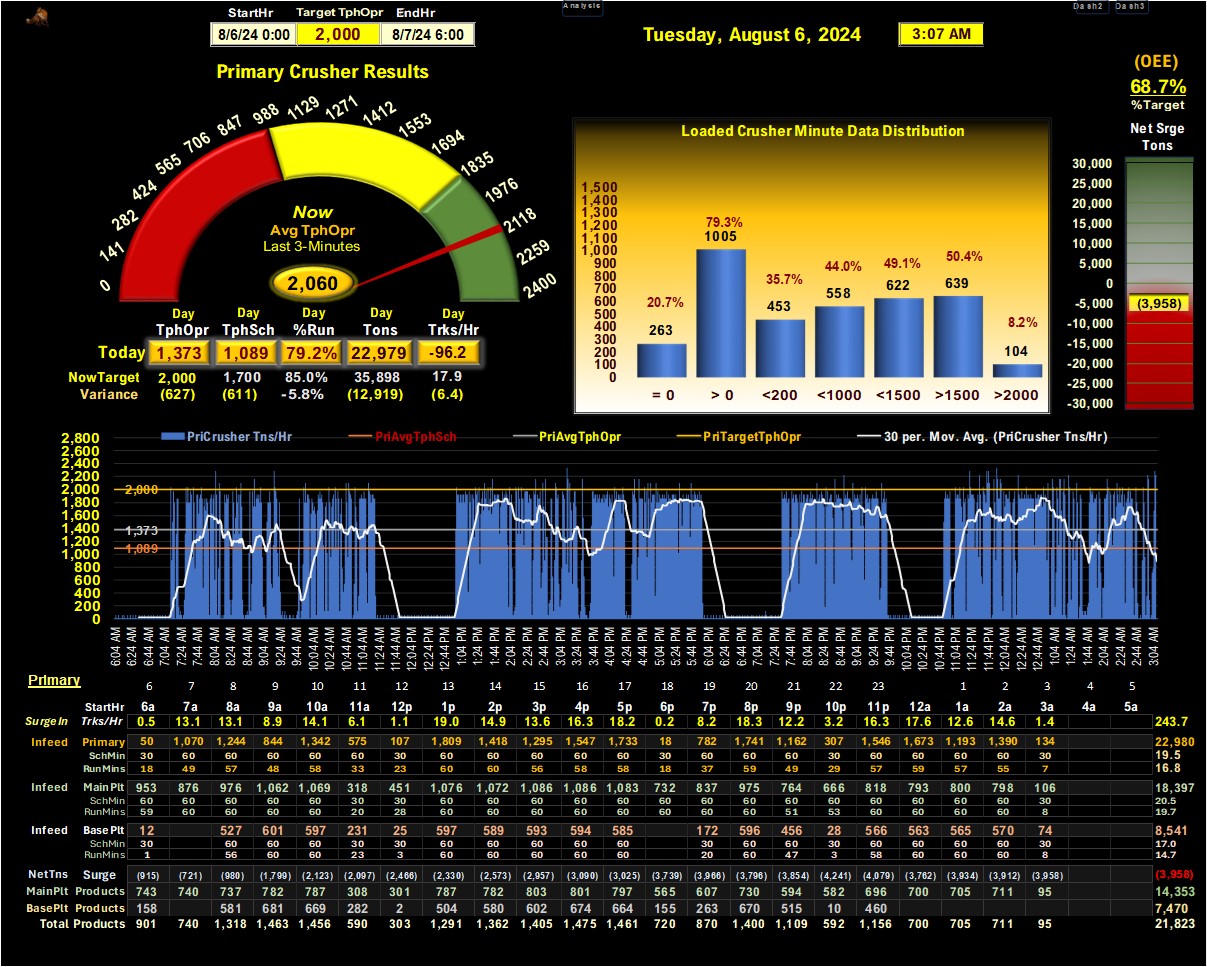 Analysis Dash2 Dash3
StartHr Target TphOpr EndHr
8/6/24 0:00 2,000 8/7/24 6:00
Tuesday, August 6, 2024 3:07 AM
(OEE)
68.7%
%Target
Net Srge
Tons
30,000
25,000
20,000
15,000
10,000
5,000
0
-5,000
(3,958)
-10,000
-15,000
-20,000
-25,000
-30,000
Primary Crusher Results
0 141 282 424 565 706 847 988 1129 1271 1412 1553 1694 1835 1976 2118 2259 2400
Now
Avg TphOpr
Last 3-Minutes
2,060
Day Day Day Day Day
TphOpr TphSch %Run Tons Trks/Hr
Today 1,373 1,089 79.2% 22,979 -96.2
NowTarget 2,000 1,700 85.0% 35,898 17.9
Variance (627) (611) -5.8% (12,919) (6.4)
Loaded Crusher Minute Data Distribution
1,500
1,400
1,300
1,200
1,100
1,000
900
800
700
600
500
400
300
200
100
0
20.7% 79.3% 35.7% 44.0% 49.1% 50.4% 8.2%
263 1005 453 558 622 639 104
= 0 > 0 <200 <1000 <1500 >1500 >2000
PriCrusher Tns/Hr PriAvgTphSch PriAvgTphOpr PriTargetTphOpr 30 per. Mov. Avg. (PriCrusher Tns/Hr)
2,800
2,600
2,400
2,200
2,000
1,800
1,600
1,400
1,200
1,000
800
600
400
200
0
2,000
1,373
1,089
6:04 AM 6:24 AM 6:44 AM 7:04 AM 7:24 AM 7:44 AM 8:04 AM 8:24 AM 8:44 AM 9:04 AM 9:24 AM 9:44 AM 10:04 AM 10:24 AM 10:44 AM 11:04 AM 11:24 AM 11:44 AM 12:04 PM 12:24 PM 12:44 PM 1:04 PM 1:24 PM 1:44 PM 2:04 PM 2:24 PM 2:44 PM 3:04 PM 3:24 PM 3:44 PM 4:04 PM 4:24 PM 4:44 PM 5:04 PM 5:24 PM 5:44 PM 6:04 PM 6:24 PM 6:44 PM 7:04 PM 7:24 PM 7:44 PM 8:04 PM 8:24 PM 8:44 PM 9:04 PM 9:24 PM 9:44 PM 10:04 PM 10:24 PM 10:44 PM 11:04 PM 11:24 PM 11:44 PM 12:04 AM 12:24 AM 12:44 AM 1:04 AM 1:24 AM 1:44 AM 2:04 AM 2:24 AM 2:44 AM 3:04 AM
Primary
6 7 8 9 10 11 12 13 14 15 16 17 18 19 20 21 22 23 1 2 3 4 5
StartHr 6a 7a 8a 9a 10a 11a 12p 1p 2p 3p 4p 5p 6p 7p 8p 9p 10p 11p 12a 1a 2a 3a 4a 5a
SurgeIn Trks/Hr 0.5 13.1 13.1 8.9 14.1 6.1 1.1 19.0 14.9 13.6 16.3 18.2 0.2 8.2 18.3 12.2 3.2 16.3 17.6 12.6 14.6 1.4 243.7
Infeed Primary 50 1,070 1,244 844 1,342 575 107 1,809 1,418 1,295 1,547 1,733 18 782 1,741 1,162 307 1,546 1,673 1,193 1,390 134 22,980
SchMin 30 60 60 60 60 60 30 60 60 60 60 60 30 60 60 60 30 60 60 60 60 30 19.5
RunMins 18 49 57 48 58 33 23 60 60 56 58 58 18 37 59 49 29 57 59 57 55 7 16.8
Infeed MainPlt 953 876 976 1,062 1,069 318 451 1,076 1,072 1,086 1,086 1,083 732 837 975 764 666 818 793 800 798 106 18,397
SchMin 60 60 60 60 60 30 30 60 60 60 60 60 60 60 60 60 60 60 60 60 60 30 20.5
RunMins 59 60 60 60 60 20 28 60 60 60 60 60 60 60 60 51 53 60 60 60 60 8 19.7
Infeed BasePlt 12 527 601 597 231 25 597 589 593 594 585 172 596 456 28 566 563 565 570 74 8,541
SchMin 30 60 60 60 60 30 60 60 60 60 60 30 60 60 30 60 60 60 60 30 17.0
RunMins 1 56 60 60 23 3 60 60 60 60 60 20 60 47 3 58 60 60 60 8 14.7
NetTns Surge (915) (721) (980) (1,799) (2,123) (2,097) (2,466) (2,330) (2,573) (2,957) (3,090) (3,025) (3,739) (3,966) (3,796) (3,854) (4,241) (4,079) (3,762) (3,934) (3,912) (3,958) (3,958)
MainPlt Products 743 740 737 782 787 308 301 787 782 803 801 797 565 607 730 594 582 696 700 705 711 95 14,353
BasePlt Products 158 581 681 669 282 2 504 580 602 674 664 155 263 670 515 10 460 7,470
Total Products 901 740 1,318 1,463 1,456 590 303 1,291 1,362 1,405 1,475 1,461 720 870 1,400 1,109 592 1,156 700 705 711 95 21,823